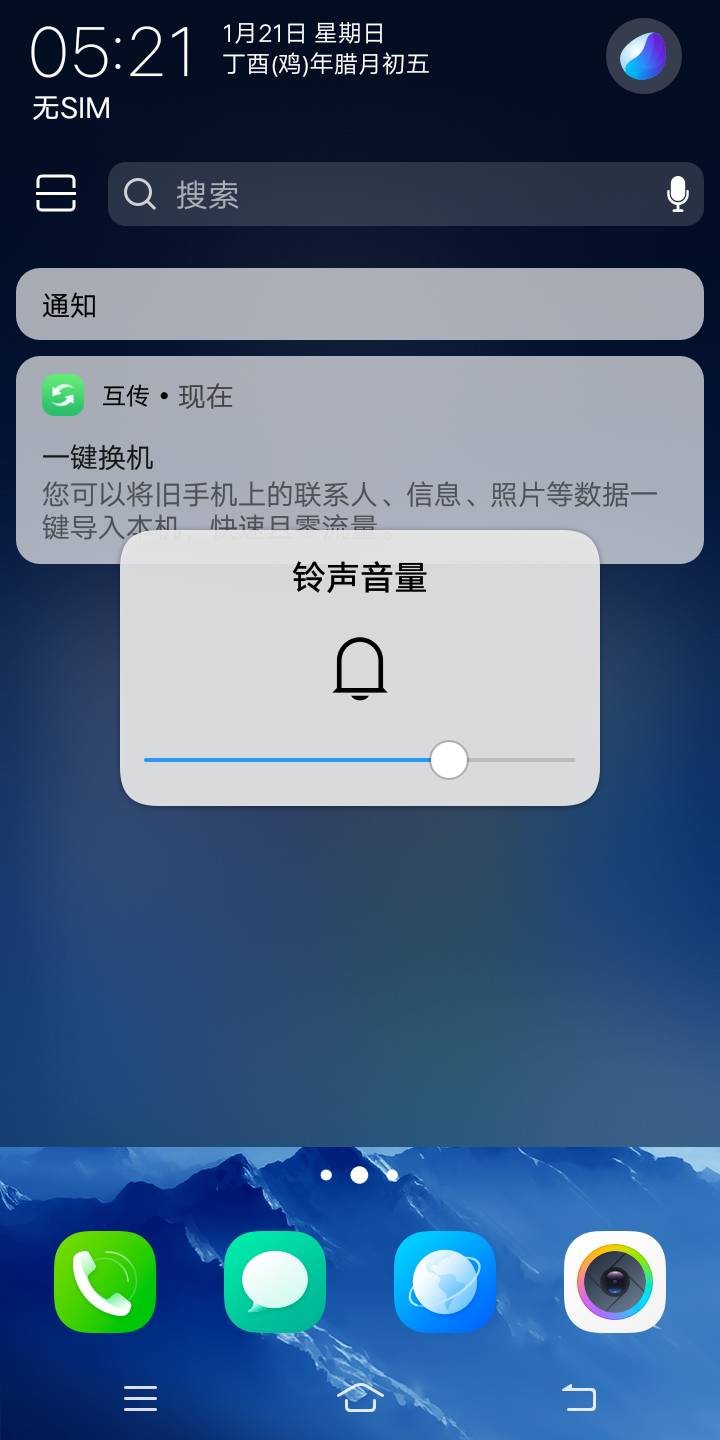 05:21
1月21日 星期日
丁酉(鸡)年腊月初五
无SIM
搜索
通知
互传 • 现在
一键换机
您可以将旧手机上的联系人、信息、照片等数据一
键导入本机，快速且零流量。
铃声音量